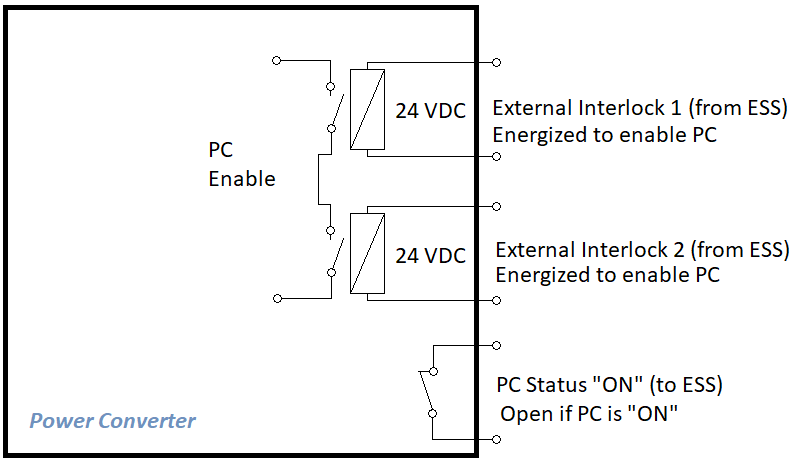 24 VDC
External Interlock 1 (from ESS)
Energized to enable PC
PC
Enable
24 VDC
External Interlock 2 (from ESS)
Energized to enable PC
PC Status "ON" (to ESS)
Open if PC is "ON"
Power Converter